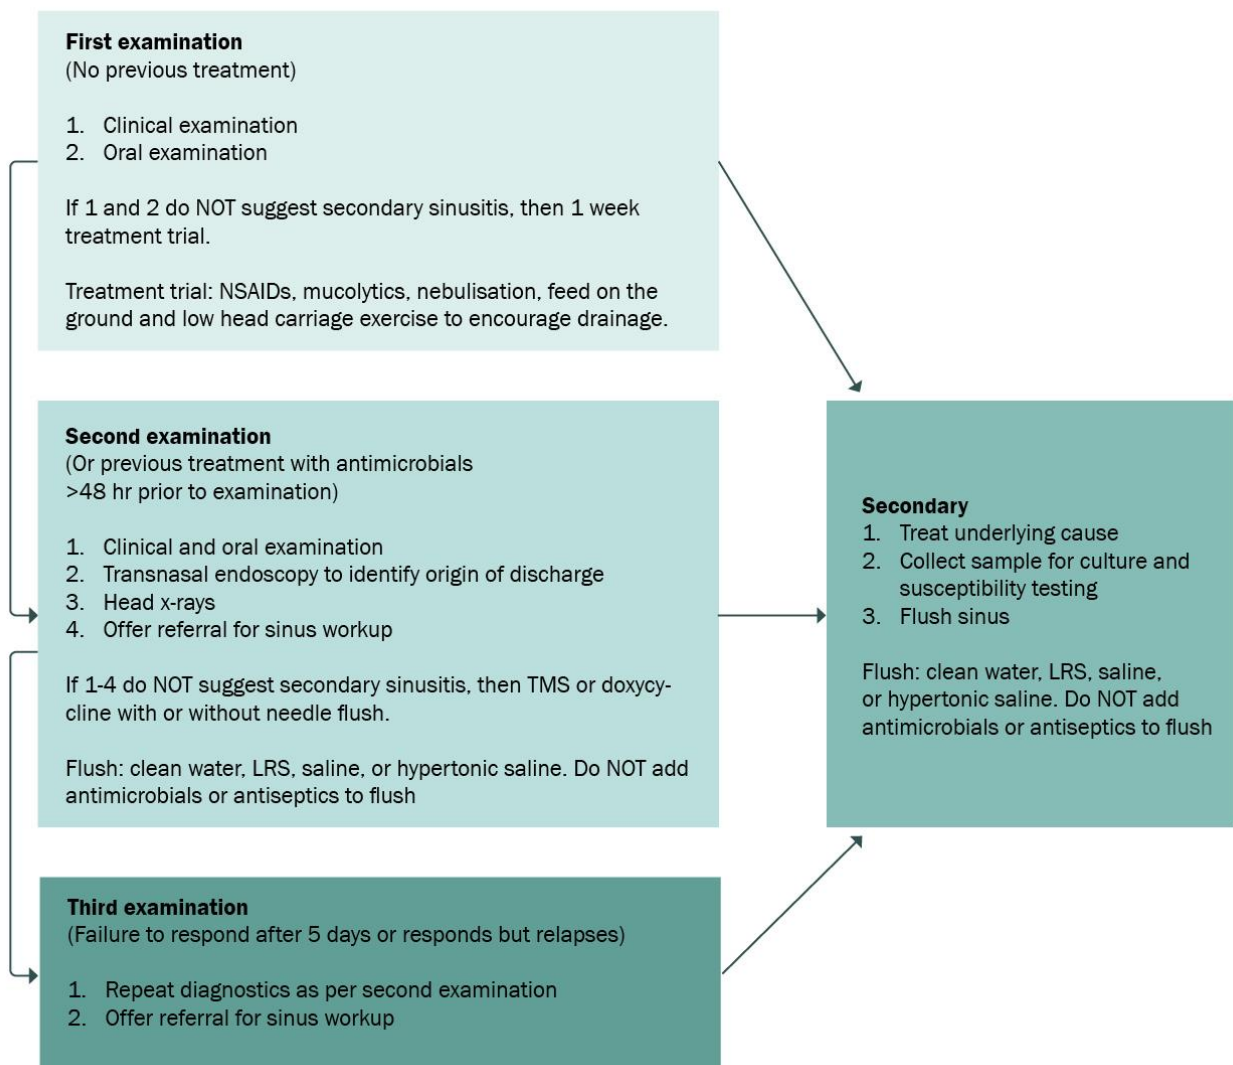 First examination
(No previous treatment)
1. Clinical examination
2. Oral examination
If 1 and 2 do NOT suggest secondary sinusitis, then 1 week
treatment trial.
Treatment trial: NSAIDs, mucolytics, nebulisation, feed on the
ground and low head carriage exercise to encourage drainage.
Second examination
(Or previous treatment with antimicrobials
>48 hr prior to examination)
1. Clinical and oral examination
2. Transnasal endoscopy to identify origin of discharge
3. Head x-rays
4. Offer referral for sinus workup
If 1-4 do NOT suggest secondary sinusitis, then TMS or doxycy-
cline with or without needle flush.
Flush: clean water, LRS, saline, or hypertonic saline. Do NOT add
antimicrobials or antiseptics to flush
Third examination
(Failure to respond after 5 days or responds but relapses)
1. Repeat diagnostics as per second examination
2. Offer referral for sinus workup
Secondary
1. Treat underlying cause
2. Collect sample for culture and
susceptibility testing
3. Flush sinus
Flush: clean water, LRS, saline,
or hypertonic saline. Do NOT add
antimicrobials or antiseptics to flush